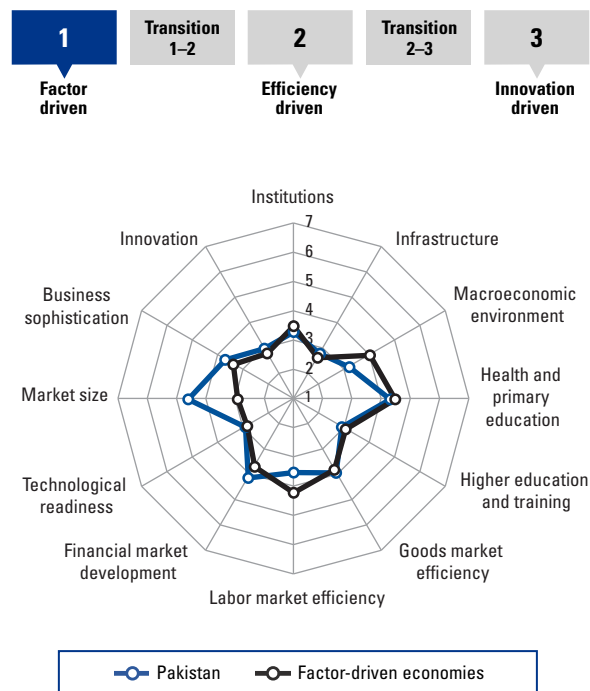 1
Transition
1–2
2
Transition
2–3
3
Factor
driven
Efficiency
driven
Innovation
driven
Institutions
7
Innovation
Infrastructure
6
5
Business
sophistication
Macroeconomic
environment
4
3
2
Market size
1
Health and
primary
education
Technological
readiness
Higher education
and training
Financial market
development
Goods market
efficiency
Labor market efficiency
Pakistan
Factor-driven economies